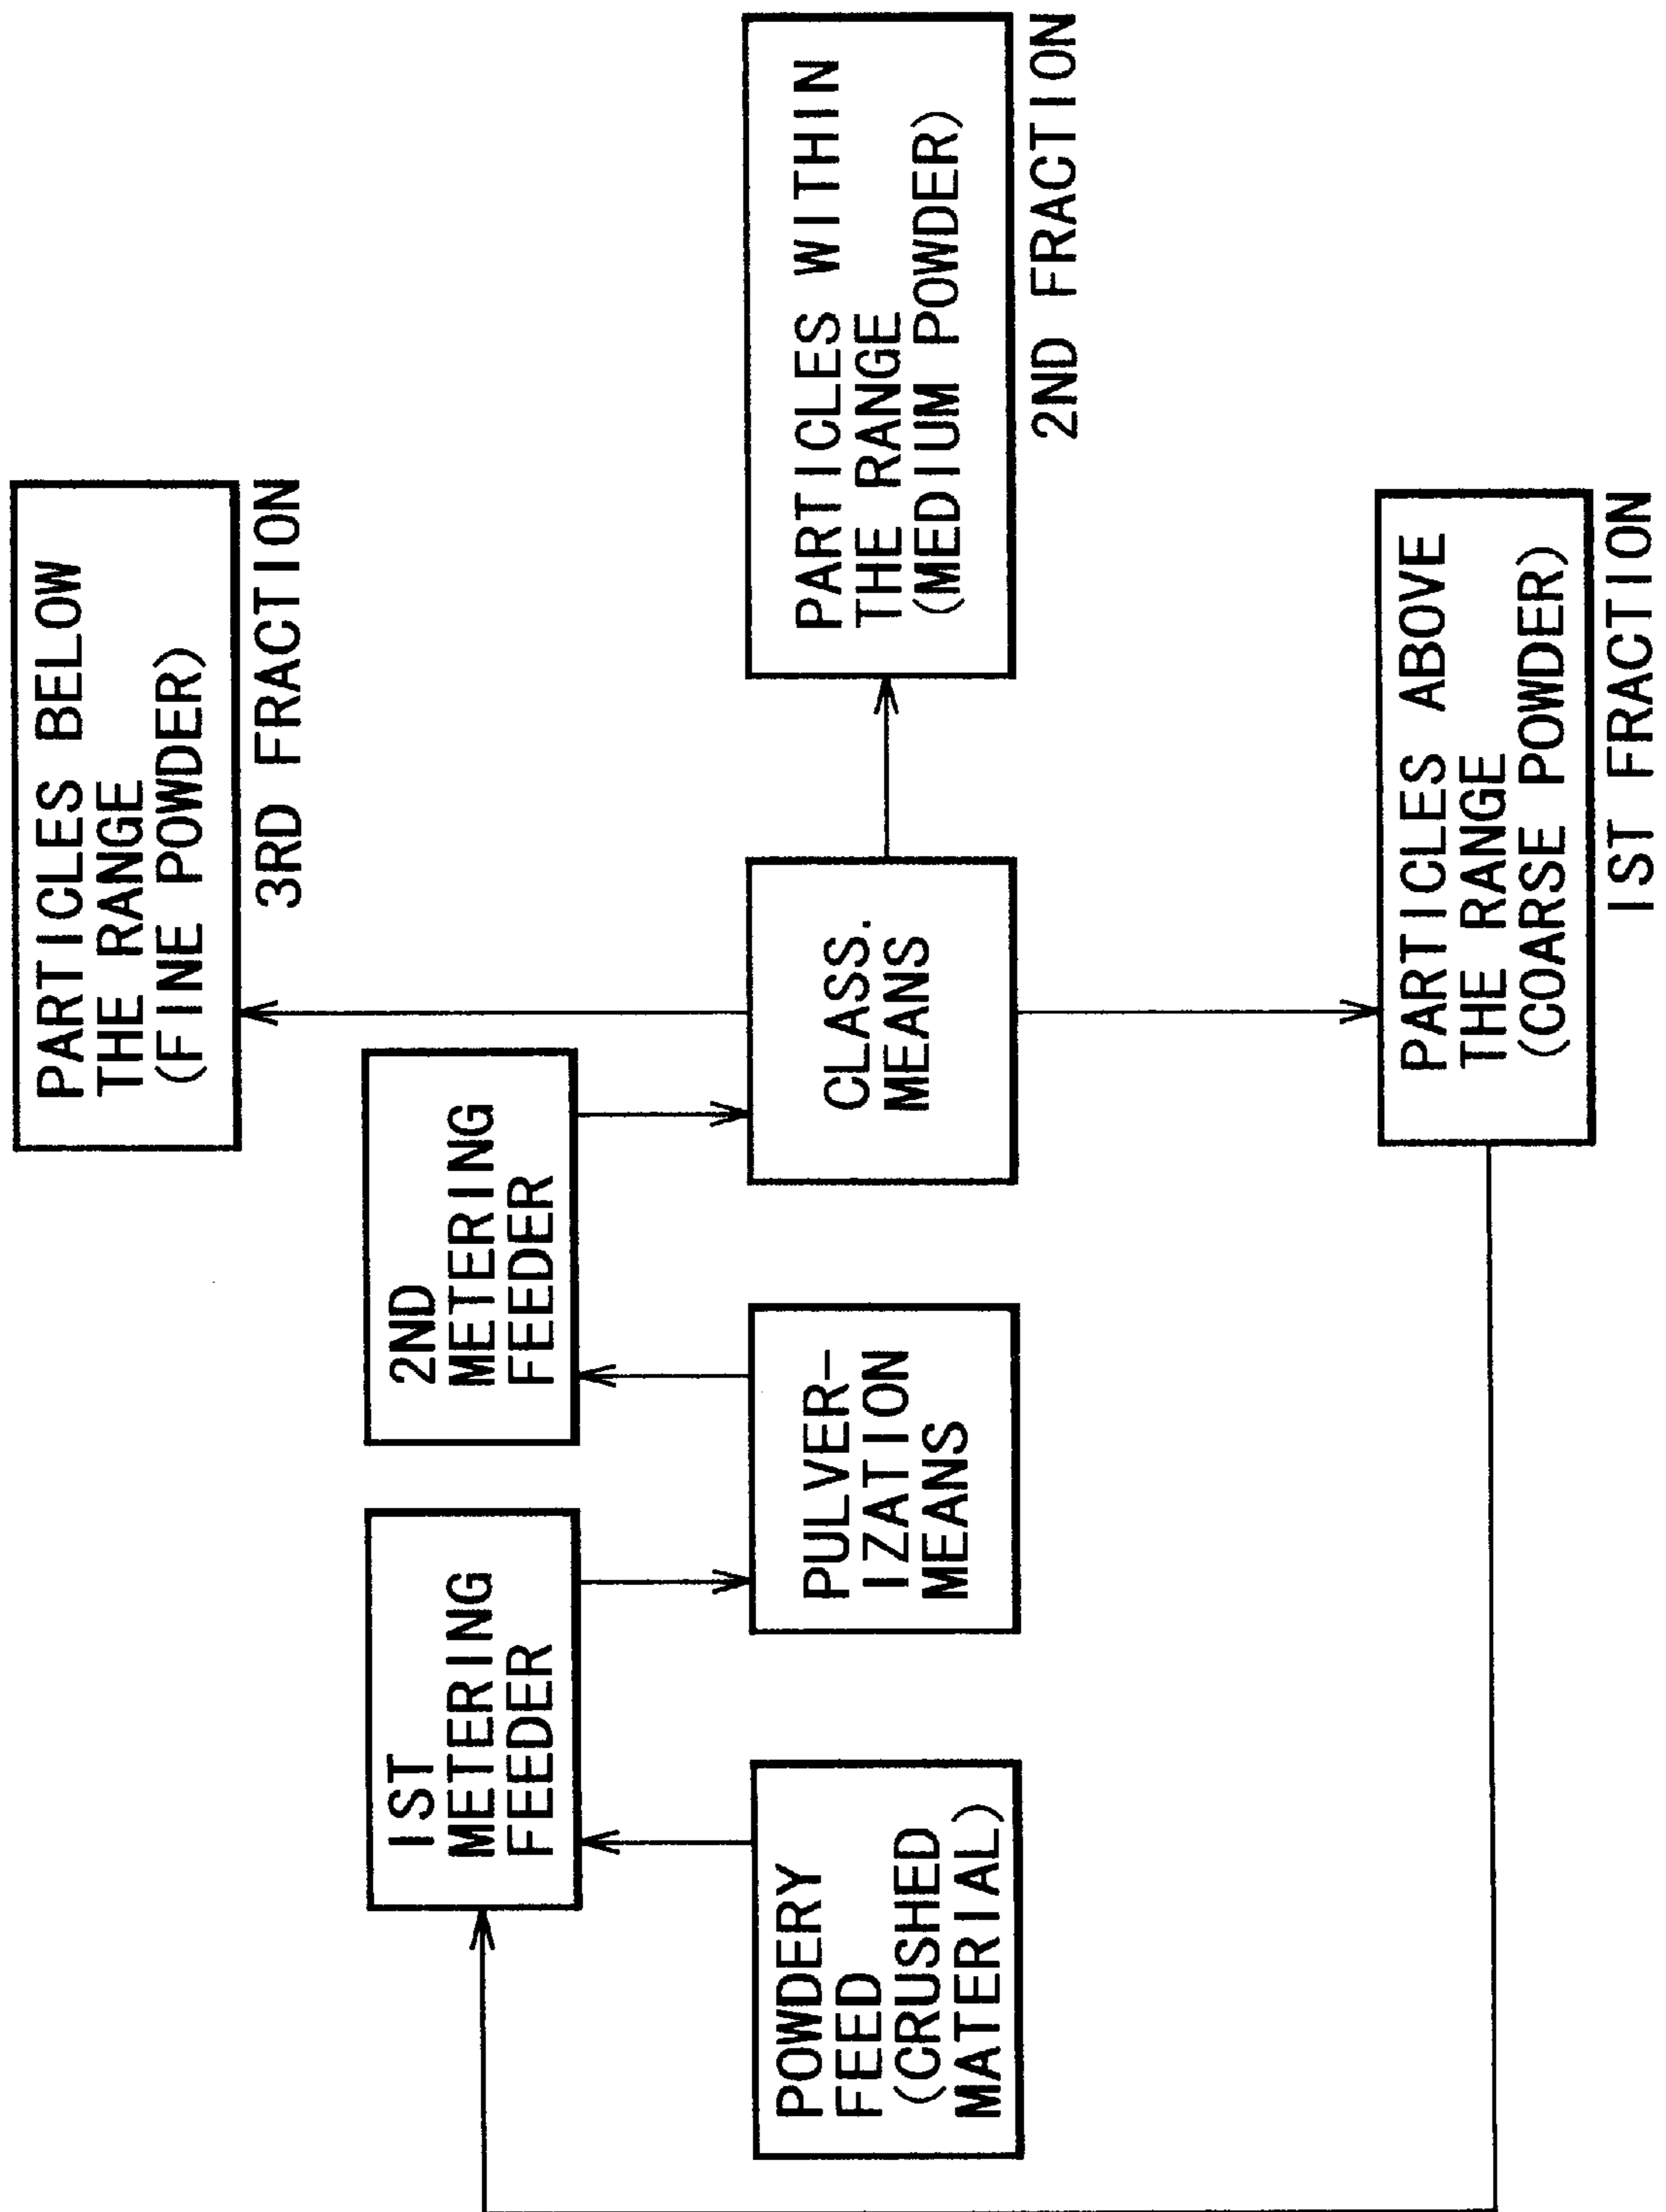 PARTICLES BELOW
THE RANGE
(FINE POWDER)
3RD FRACTION
1ST
METERING
FEEDER
2ND
METERING
FEEDER
POWDERY
FEED
(CRUSHED
MATERIAL)
PULVER-
IZATION
MEANS
CLASS.
MEANS
PARTICLES WITHIN
THE RANGE
(MEDIUM POWDER)
2ND FRACTION
PARTICLES ABOVE
THE RANGE
(COARSE POWDER)
1ST FRACTION